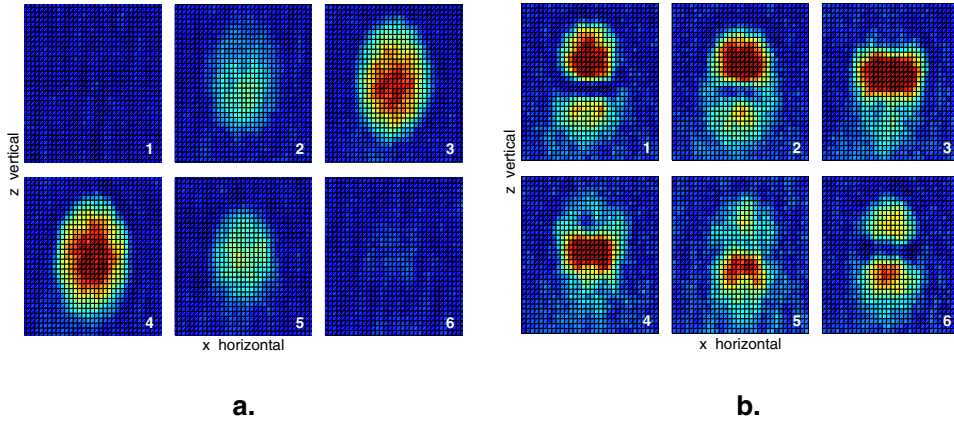 1 2 3
z vertical
4 5 6
x horizontal
a.
1 2 3
z vertical
4 5 6
x horizontal
b.